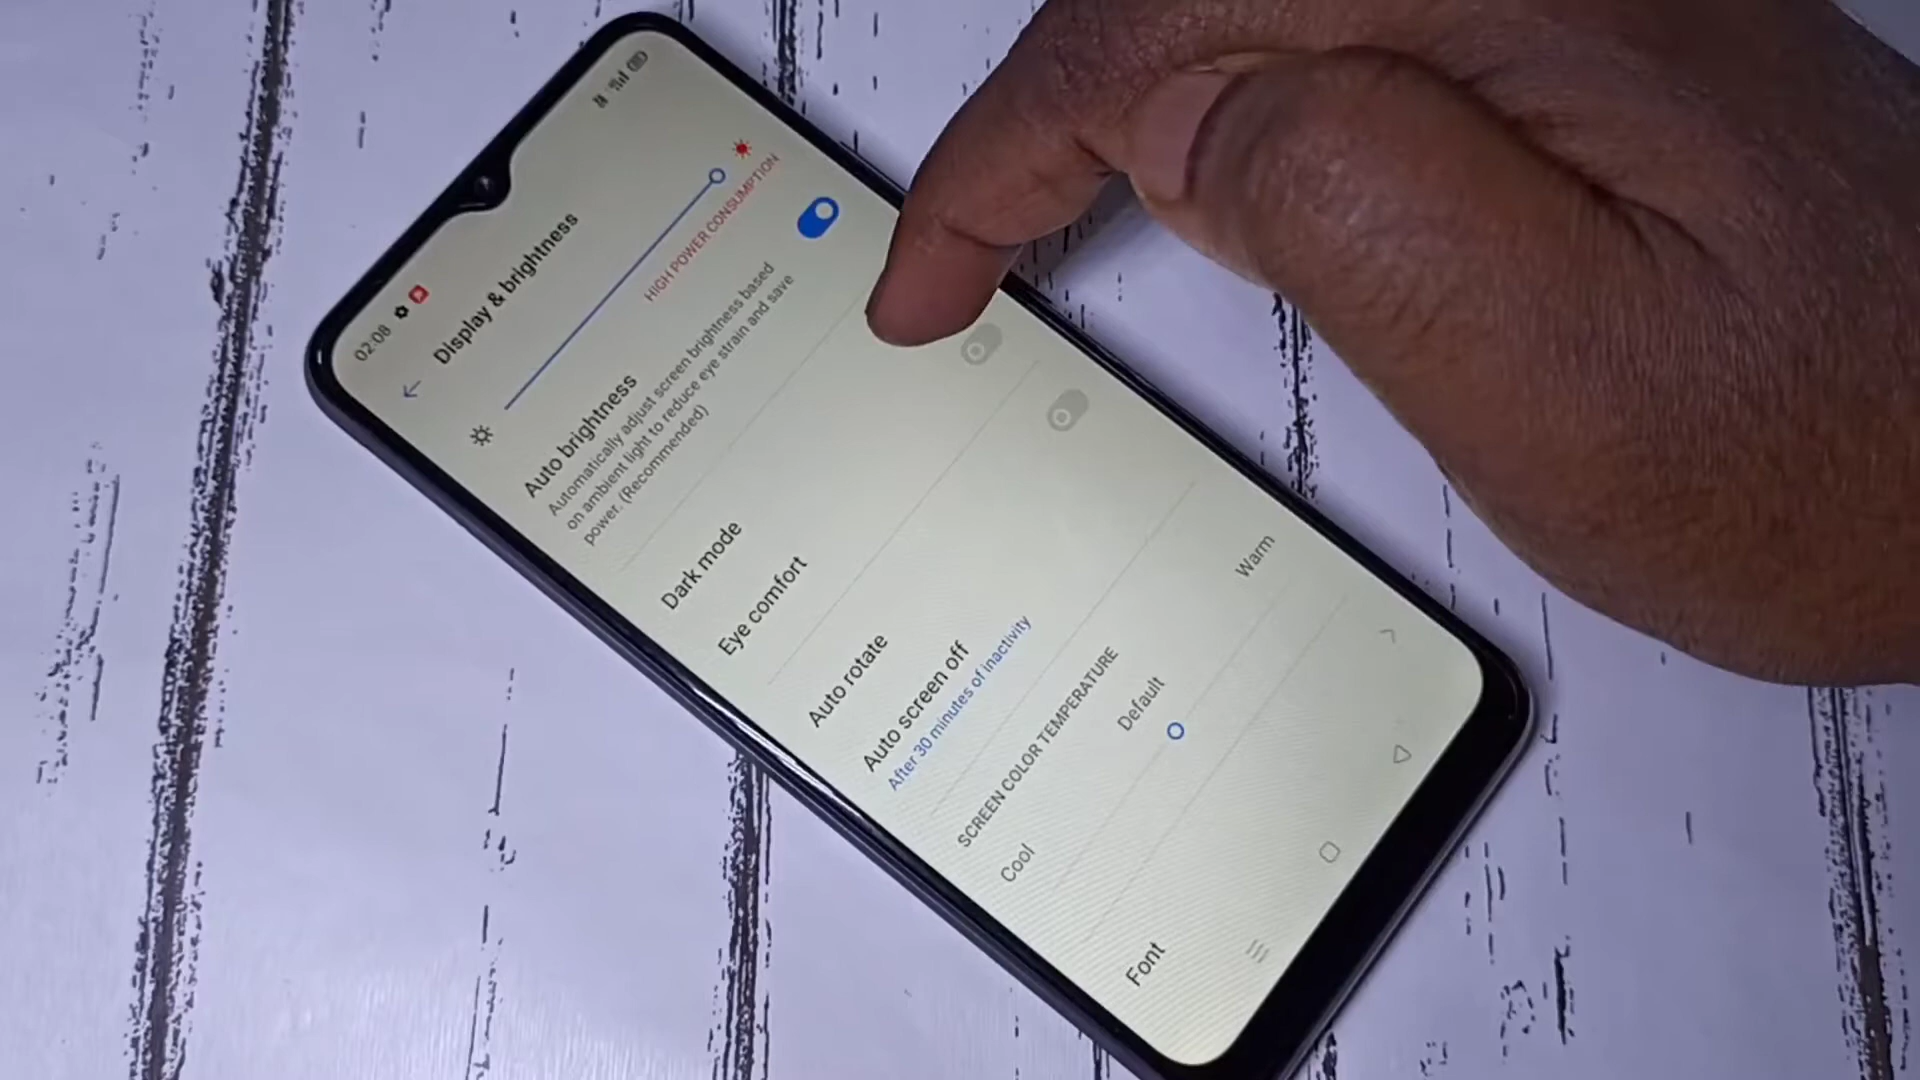 02:08
Display & brightness
HIGH POWER CONSUMPTION
Auto brightness
Automatically adjust screen brightness based
on ambient light to reduce eye strain and save
power. (Recommended)
Dark mode
Eye comfort
Auto rotate
Auto screen off
After 30 minutes of inactivity
SCREEN COLOR TEMPERATURE
Cool
Default
Warm
Font